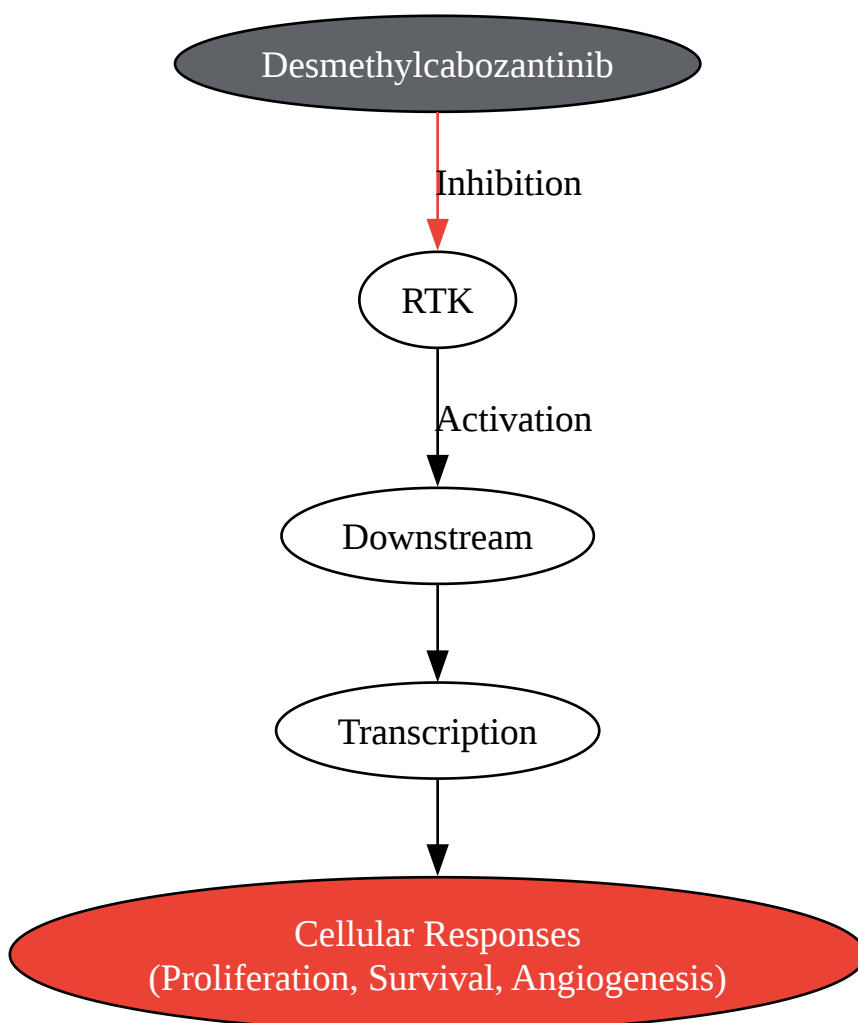 Desmethylcabozantinib
Inhibition
RTK
Activation
Downstream
Transcription
Cellular Responses
(Proliferation, Survival, Angiogenesis)